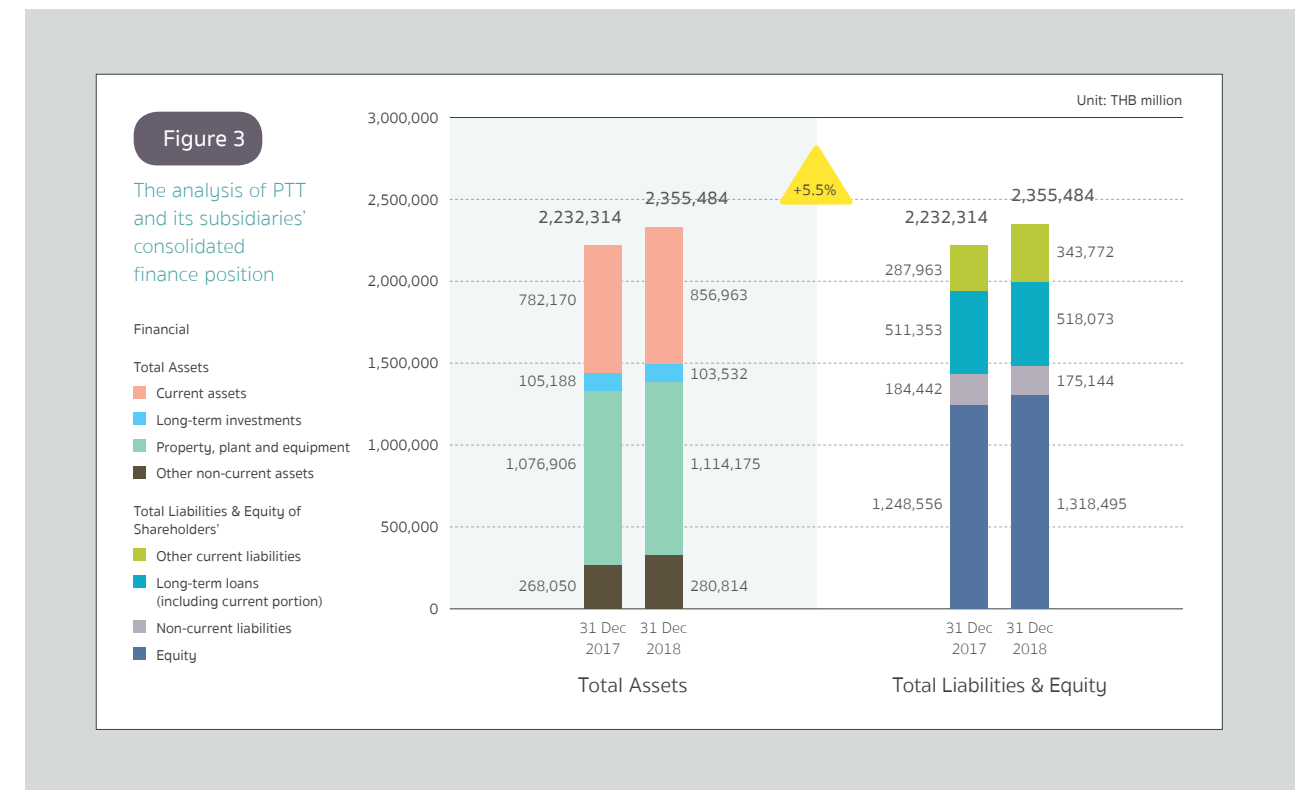 Figure 3
The analysis of PTT
and its subsidiaries'
consolidated
finance position
Financial
Total Assets
Current assets
Long-term investments
Property, plant and equipment
Other non-current assets
Total Liabilities & Equity of
Shareholders'
Other current liabilities
Long-term loans
(including current portion)
Non-current liabilities
Equity
Unit: THB million
3,000,000
2,500,000
2,000,000
1,500,000
1,000,000
500,000
0
+5.5%
2,232,314
2,355,484
782,170
856,963
105,188
103,532
1,076,906
1,114,175
268,050
280,814
31 Dec
2017
31 Dec
2018
Total Assets
2,232,314
2,355,484
287,963
343,772
511,353
518,073
184,442
175,144
1,248,556
1,318,495
31 Dec
2017
31 Dec
2018
Total Liabilities & Equity